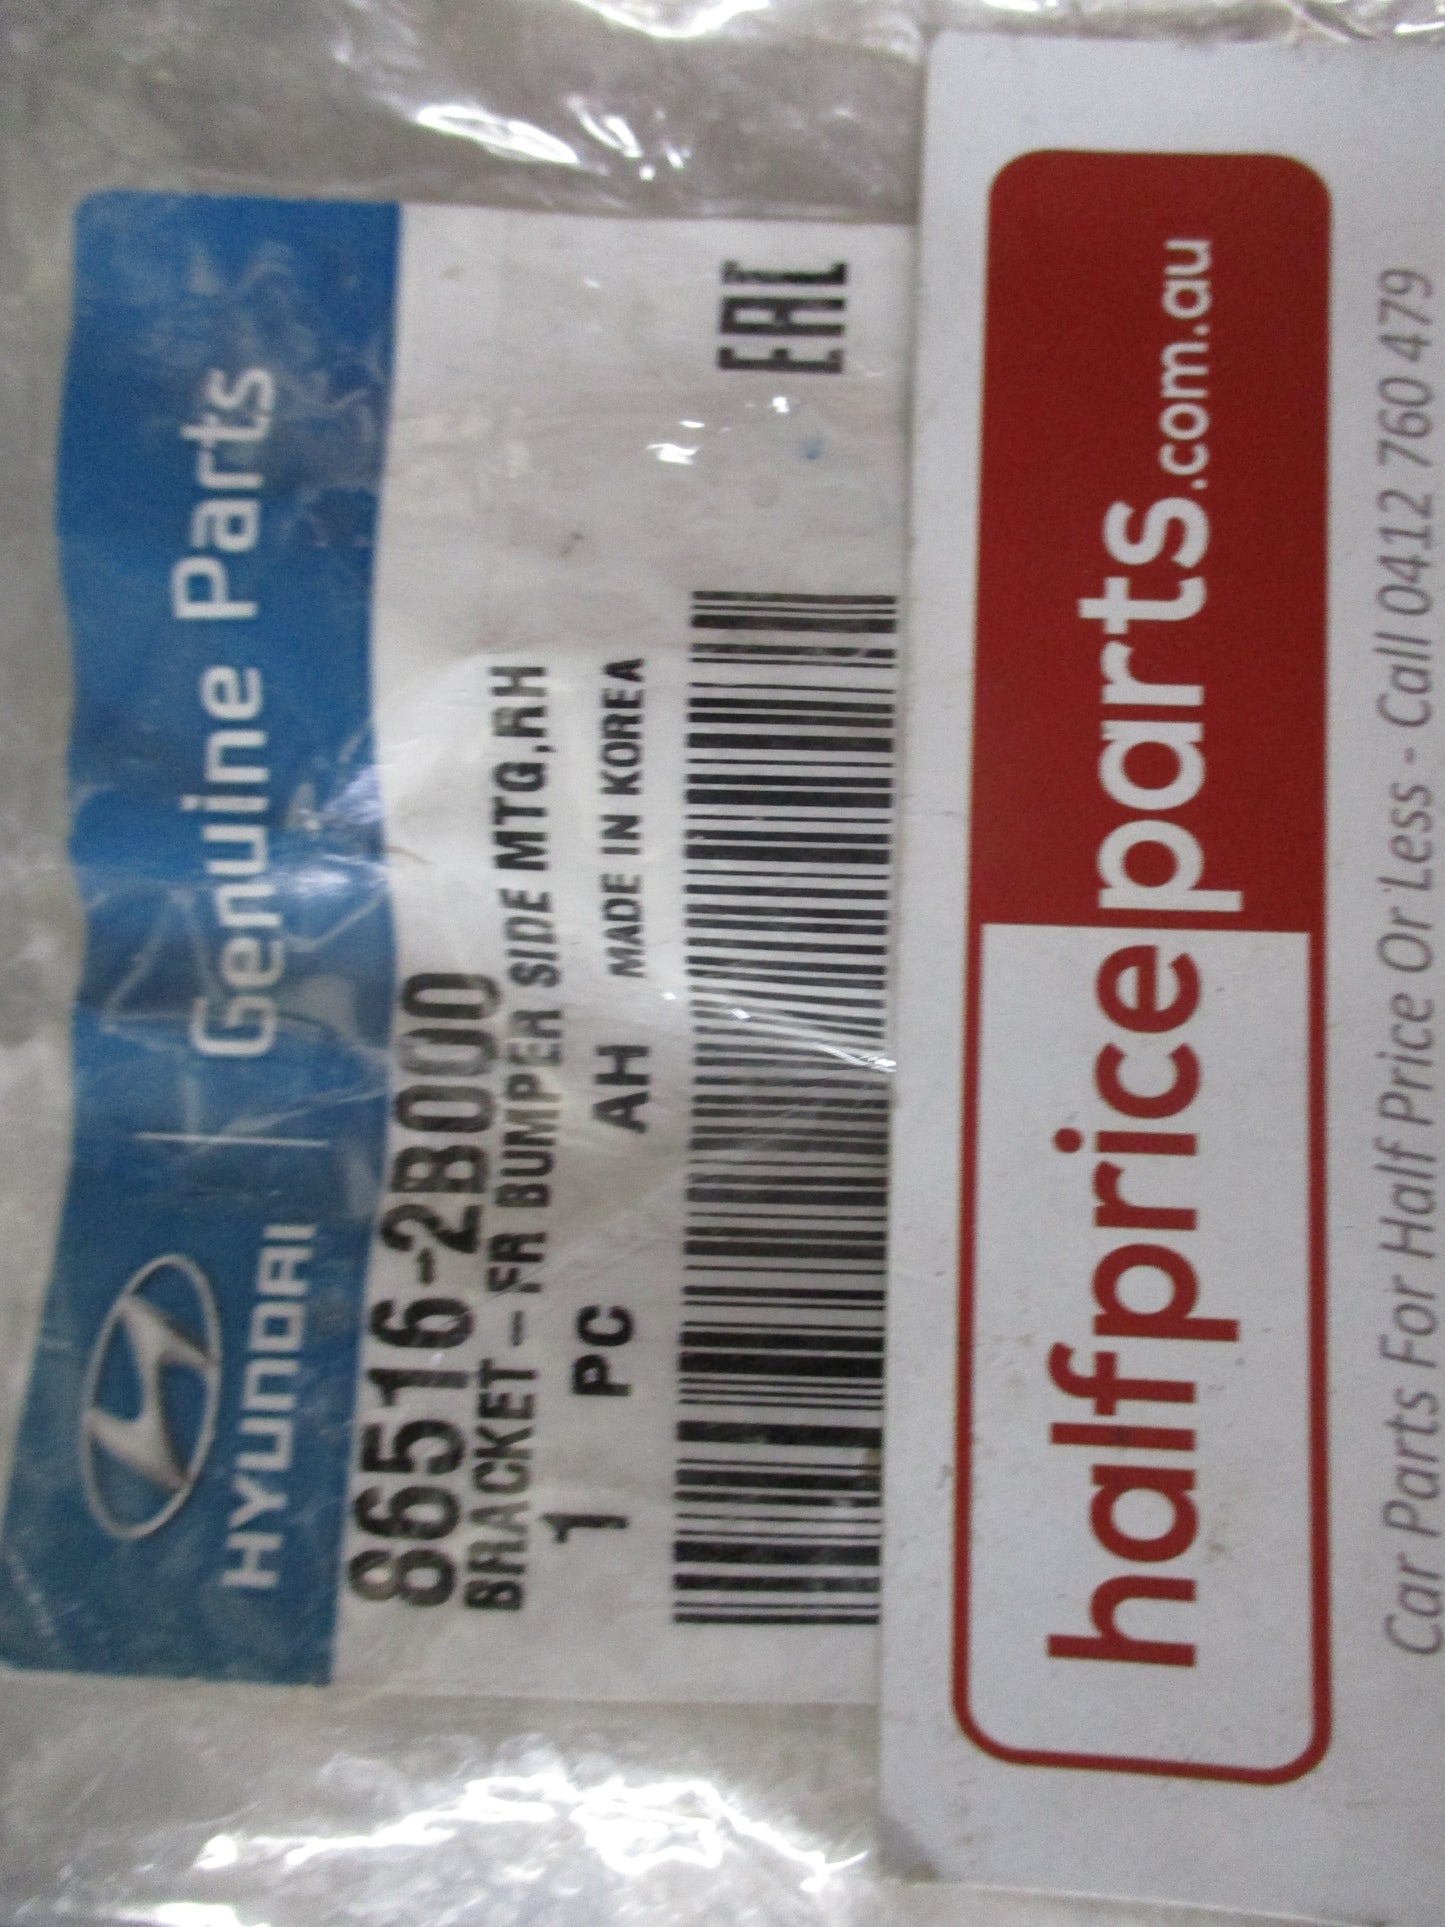 HYUNDAI | Genuine Parts
86516-2B000
BRACKET-FR BUMPER SIDE MTG,RH
1 PC AH MADE IN KOREA
EAC
halfpriceparts.com.au
Car Parts For Half Price Or Less - Call 0412 760 479